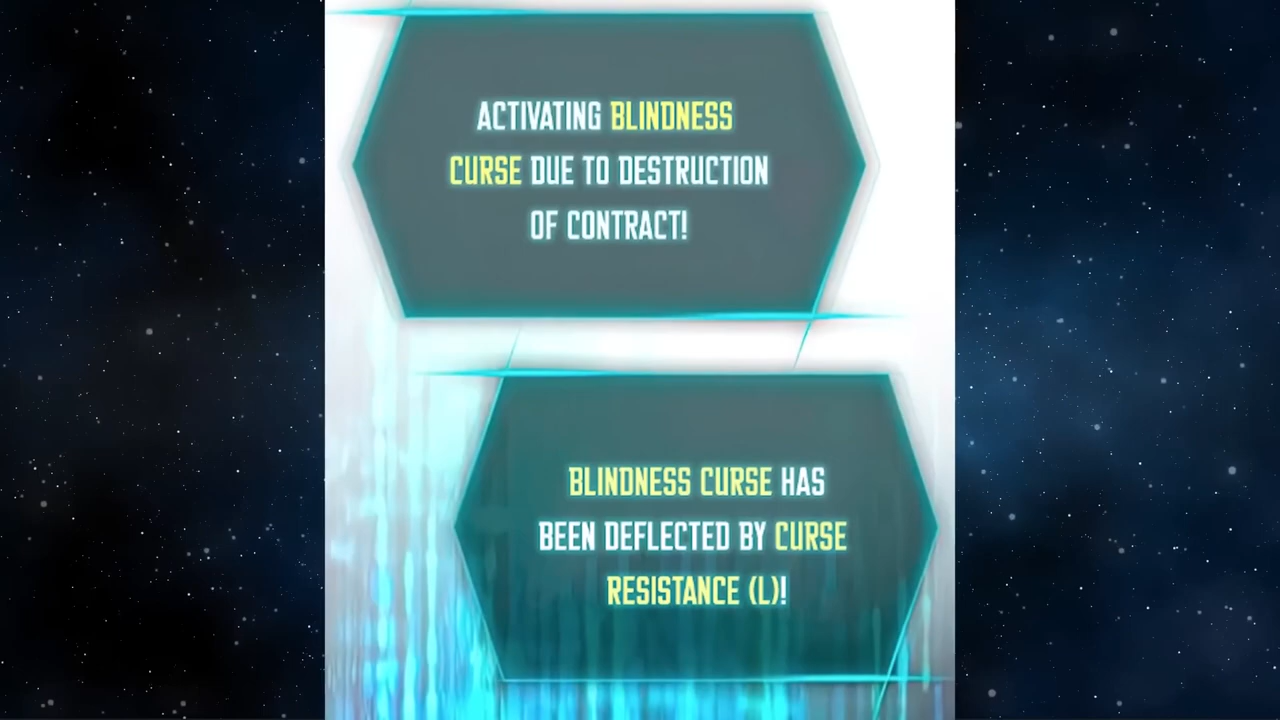 ACTIVATING BLINDNESS
CURSE DUE TO DESTRUCTION
OF CONTRACT!
BLINDNESS CURSE HAS
BEEN DEFLECTED BY CURSE
RESISTANCE (L)!